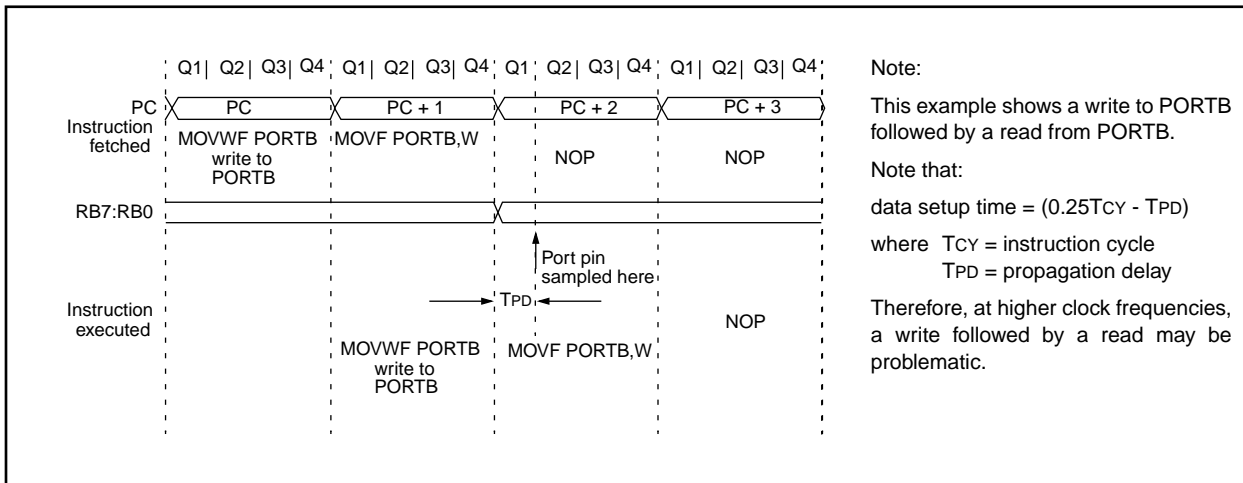 Q1| Q2| Q3| Q4 Q1| Q2| Q3| Q4 Q1| Q2| Q3| Q4 Q1| Q2| Q3| Q4
PC PC PC + 1 PC + 2 PC + 3
Instruction
fetched
MOVWF PORTB
write to
PORTB
MOVF PORTB,W
NOP
NOP
RB7:RB0
Port pin
sampled here
TPD
Instruction
executed
MOVWF PORTB
write to
PORTB
MOVF PORTB,W
NOP
Note:
This example shows a write to PORTB
followed by a read from PORTB.
Note that:
data setup time = (0.25TCY - TPD)
where TCY = instruction cycle
TPD = propagation delay
Therefore, at higher clock frequencies,
a write followed by a read may be
problematic.